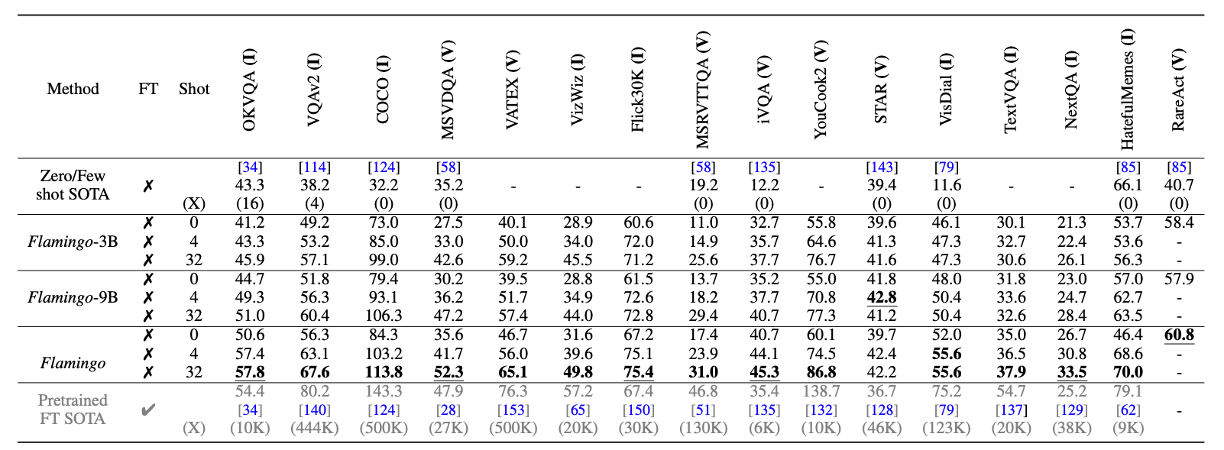 Method FT Shot OKVQA (I) VQAv2 (I) COCO (I) MSVDQA (V) VATEX (V) VizWiz (I) Flick30K (I) MSRVTTQA (V) iVQA (V) YouCook2 (V) STAR (V) VisDial (I) TextVQA (I) NextQA (I) HatefulMemes (I) RareAct (V)
[34] [114] [124] [58] [58] [135] [143] [79] [85] [85]
Zero/Few shot SOTA ✗ 43.3 38.2 32.2 35.2 - - - 19.2 12.2 - 39.4 11.6 - - 66.1 40.7
(X) (16) (4) (0) (0) (0) (0) (0) (0) (0) (0)
✗ 0 41.2 49.2 73.0 27.5 40.1 28.9 60.6 11.0 32.7 55.8 39.6 46.1 30.1 21.3 53.7 58.4
Flamingo-3B ✗ 4 43.3 53.2 85.0 33.0 50.0 34.0 72.0 14.9 35.7 64.6 41.3 47.3 32.7 22.4 53.6 -
✗ 32 45.9 57.1 99.0 42.6 59.2 45.5 71.2 25.6 37.7 76.7 41.6 47.3 30.6 26.1 56.3 -
✗ 0 44.7 51.8 79.4 30.2 39.5 28.8 61.5 13.7 35.2 55.0 41.8 48.0 31.8 23.0 57.0 57.9
Flamingo-9B ✗ 4 49.3 56.3 93.1 36.2 51.7 34.9 72.6 18.2 37.7 70.8 42.8 50.4 33.6 24.7 62.7 -
✗ 32 51.0 60.4 106.3 47.2 57.4 44.0 72.8 29.4 40.7 77.3 41.2 50.4 32.6 28.4 63.5 -
✗ 0 50.6 56.3 84.3 35.6 46.7 31.6 67.2 17.4 40.7 60.1 39.7 52.0 35.0 26.7 46.4 60.8
Flamingo ✗ 4 57.4 63.1 103.2 41.7 56.0 39.6 75.1 23.9 44.1 74.5 42.4 55.6 36.5 30.8 68.6 -
✗ 32 57.8 67.6 113.8 52.3 65.1 49.8 75.4 31.0 45.3 86.8 42.2 55.6 37.9 33.5 70.0 -
54.4 80.2 143.3 47.9 76.3 57.2 67.4 46.8 35.4 138.7 36.7 75.2 54.7 25.2 79.1
Pretrained FT SOTA ✔ [34] [140] [124] [28] [153] [65] [150] [51] [135] [132] [128] [79] [137] [129] [62] -
(X) (10K) (444K) (500K) (27K) (500K) (20K) (30K) (130K) (6K) (10K) (46K) (123K) (20K) (38K) (9K)